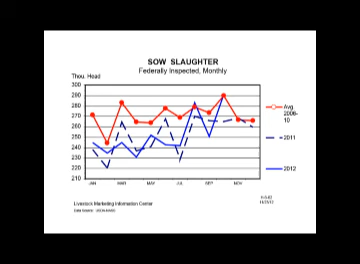 SOW SLAUGHTER
Federally Inspected, Monthly
Thou. Head
300
290
280
270
260
250
240
230
220
210
JAN
MAR
MAY
JUL
SEP
NOV
Avg
2006-
10
2011
2012
Livestock Marketing Information Center